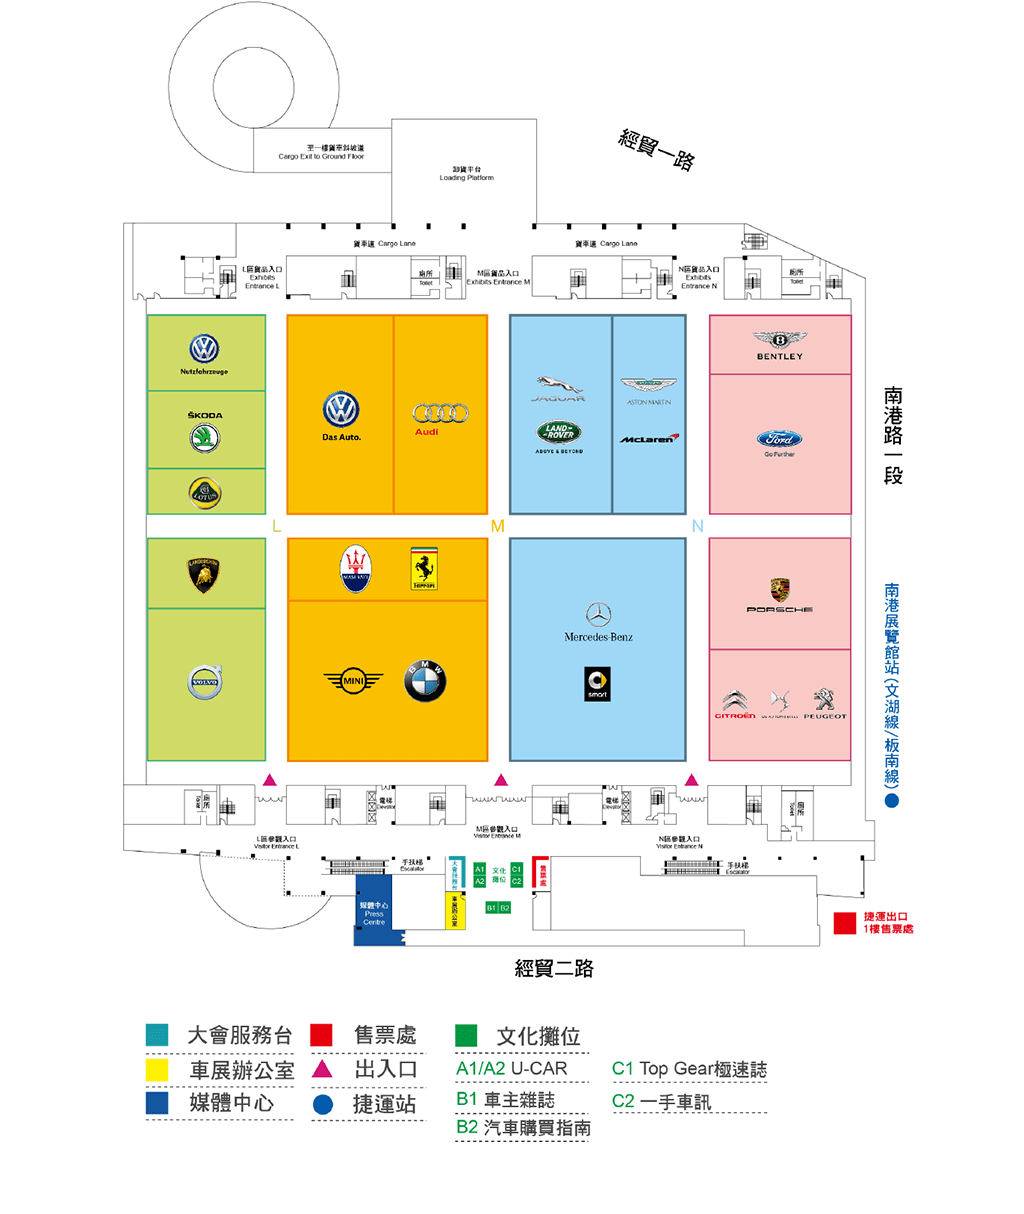 至一樓貨車斜坡道
Cargo Exit to Ground Floor
卸貨平台
Loading Platform
經貿一路
貨車道 Cargo Lane
貨車道 Cargo Lane
L區貨品入口
Exhibits
Entrance L
廁所
Toilet
M區貨品入口
Exhibits Entrance M
N區貨品入口
Exhibits
Entrance N
廁所
Toilet
Nutzfahrzeuge
ŠKODA
LOTUS
Das Auto.
Audi
JAGUAR
LAND-ROVER
ABOVE & BEYOND
ASTON MARTIN
McLaren
BENTLEY
Ford
Go Further
南港路一段
L
M
N
LAMBORGHINI
VOLVO
MASERATI
Ferrari
MINI
BMW
Mercedes-Benz
smart
PORSCHE
CITROËN
PEUGEOT
南港展覽館站(文湖線/板南線)
廁所
Toilet
電梯
Elevator
電梯
Elevator
廁所
Toilet
L區參觀入口
Visitor Entrance L
M區參觀入口
Visitor Entrance M
N區參觀入口
Visitor Entrance N
手扶梯
Escalator
手扶梯
Escalator
大會服務台
A1
A2
文化
攤位
C1
C2
售票處
車展辦公室
B1 B2
媒體中心
Press
Centre
捷運出口
1樓售票處
經貿二路
大會服務台
售票處
文化攤位
車展辦公室
出入口
A1/A2 U-CAR
C1 Top Gear極速誌
媒體中心
捷運站
B1 車主雜誌
C2 一手車訊
B2 汽車購買指南